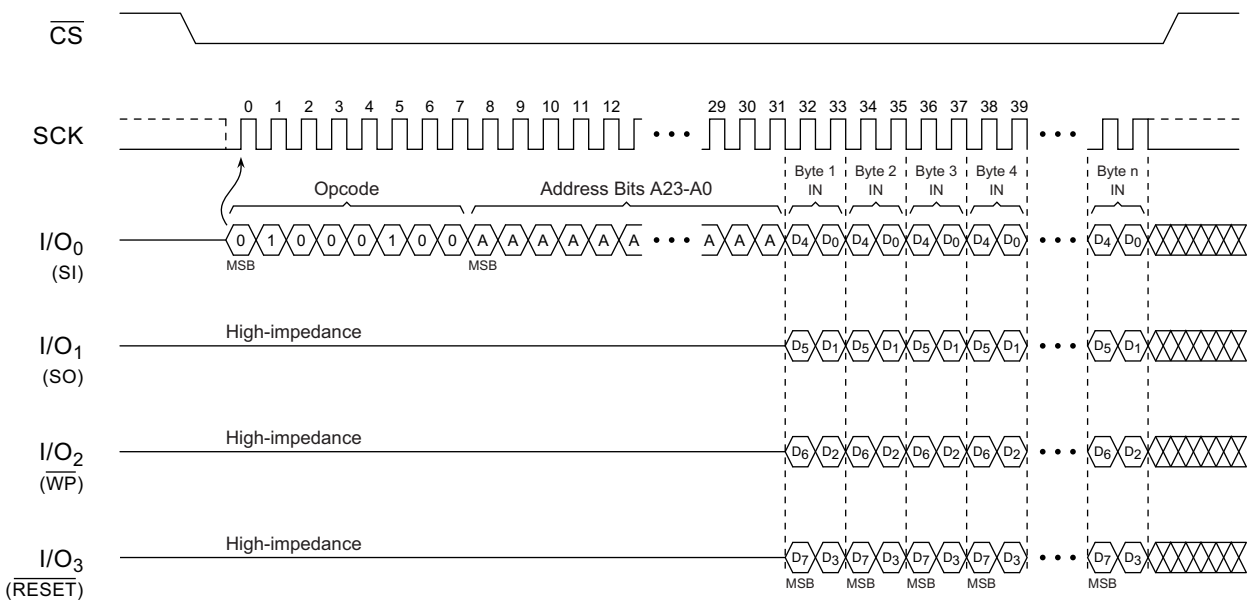 CS
0 1 2 3 4 5 6 7 8 9 10 11 12 29 30 31 32 33 34 35 36 37 38 39
SCK
Byte 1 IN Byte 2 IN Byte 3 IN Byte 4 IN Byte n IN
Opcode Address Bits A23-A0
I/O0 (SI)
0 1 0 0 0 1 0 0 A A A A A A A A A D4 D0 D4 D0 D4 D0 D4 D0 D4 D0
MSB MSB
I/O1 (SO)
High-impedance
D5 D1 D5 D1 D5 D1 D5 D1 D5 D1
I/O2 (WP)
High-impedance
D6 D2 D6 D2 D6 D2 D6 D2 D6 D2
I/O3 (RESET)
High-impedance
D7 D3 D7 D3 D7 D3 D7 D3 D7 D3
MSB MSB MSB MSB MSB